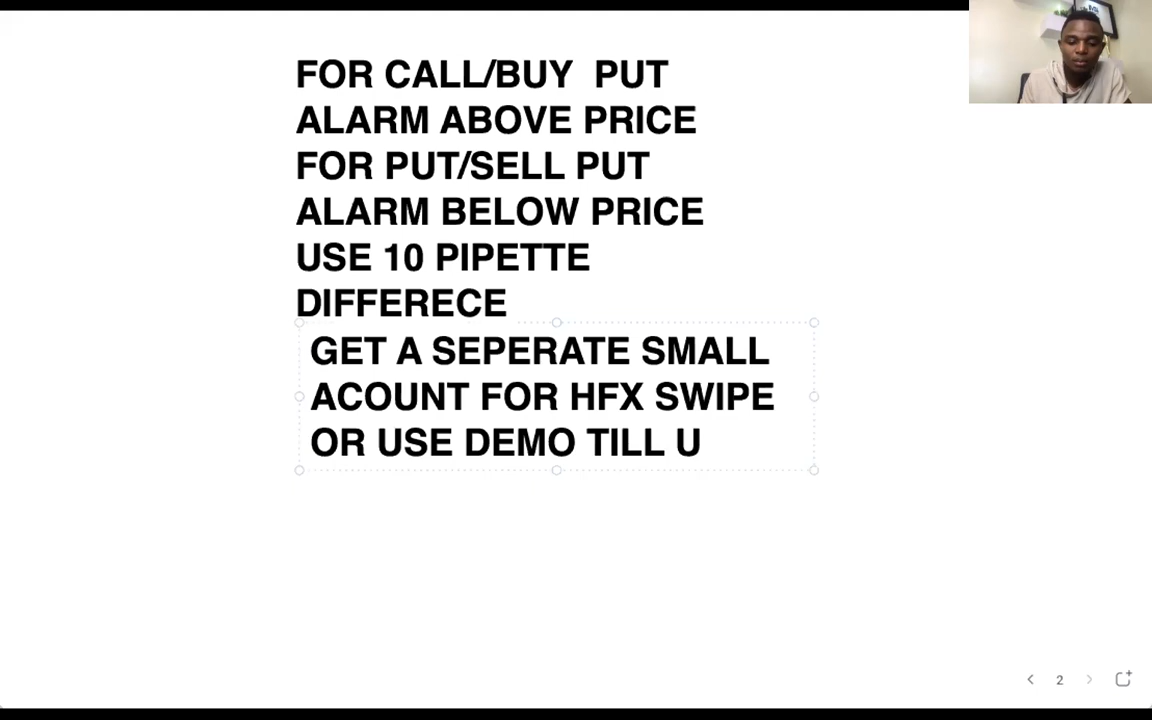 FOR CALL/BUY  PUT
ALARM ABOVE PRICE
FOR PUT/SELL PUT
ALARM BELOW PRICE
USE 10 PIPETTE
DIFFERECE
GET A SEPERATE SMALL
ACOUNT FOR HFX SWIPE
OR USE DEMO TILL U
2